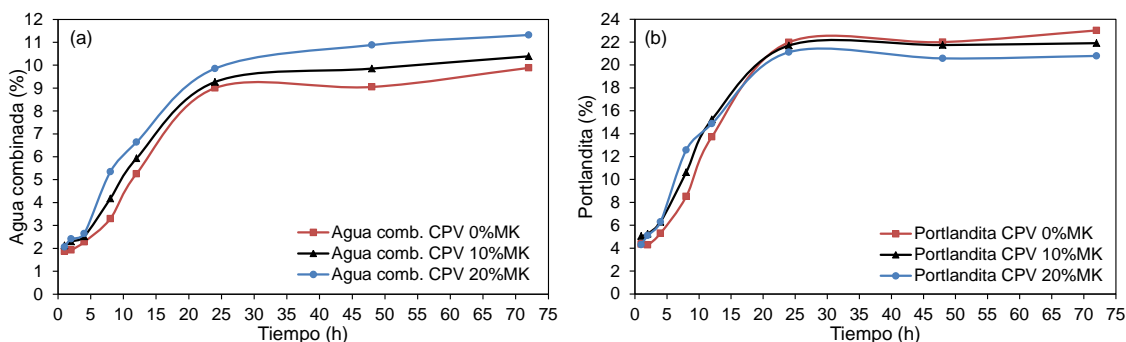 (a)
Agua combinada (%)
12
11
10
9
8
7
6
5
4
3
2
1
0
Agua comb. CPV 0%MK
Agua comb. CPV 10%MK
Agua comb. CPV 20%MK
0 5 10 15 20 25 30 35 40 45 50 55 60 65 70 75
Tiempo (h)
(b)
Portlandita (%)
24
22
20
18
16
14
12
10
8
6
4
2
0
Portlandita CPV 0%MK
Portlandita CPV 10%MK
Portlandita CPV 20%MK
0 5 10 15 20 25 30 35 40 45 50 55 60 65 70 75
Tiempo (h)